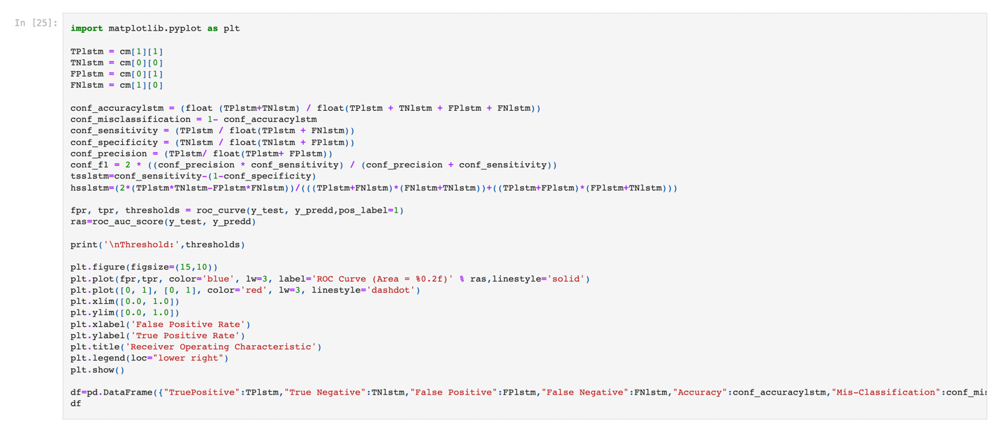 In [25]:
import matplotlib.pyplot as plt
TPlstm = cm[1][1]
TNlstm = cm[0][0]
FPlstm = cm[0][1]
FNlstm = cm[1][0]
conf_accuracylstm = (float (TPlstm+TNlstm) / float(TPlstm + TNlstm + FPlstm + FNlstm))
conf_misclassification = 1- conf_accuracylstm
conf_sensitivity = (TPlstm / float(TPlstm + FNlstm))
conf_specificity = (TNlstm / float(TNlstm + FPlstm))
conf_precision = (TPlstm/ float(TPlstm+ FPlstm))
conf_f1 = 2 * ((conf_precision * conf_sensitivity) / (conf_precision + conf_sensitivity))
tsslstm=conf_sensitivity-(1-conf_specificity)
hsslstm=(2*(TPlstm*TNlstm-FPlstm*FNlstm))/(((TPlstm+FNlstm)*(FNlstm+TNlstm))+((TPlstm+FPlstm)*(FPlstm+TNlstm)))
fpr, tpr, thresholds = roc_curve(y_test, y_predd,pos_label=1)
ras=roc_auc_score(y_test, y_predd)
print('\nThreshold:',thresholds)
plt.figure(figsize=(15,10))
plt.plot(fpr,tpr, color='blue', lw=3, label='ROC Curve (Area = %0.2f)' % ras,linestyle='solid')
plt.plot([0, 1], [0, 1], color='red', lw=3, linestyle='dashdot')
plt.xlim([0.0, 1.0])
plt.ylim([0.0, 1.0])
plt.xlabel('False Positive Rate')
plt.ylabel('True Positive Rate')
plt.title('Receiver Operating Characteristic')
plt.legend(loc="lower right")
plt.show()
df=pd.DataFrame({"TruePositive":TPlstm,"True Negative":TNlstm,"False Positive":FPlstm,"False Negative":FNlstm,"Accuracy":conf_accuracylstm,"Mis-Classification":conf_mis
df